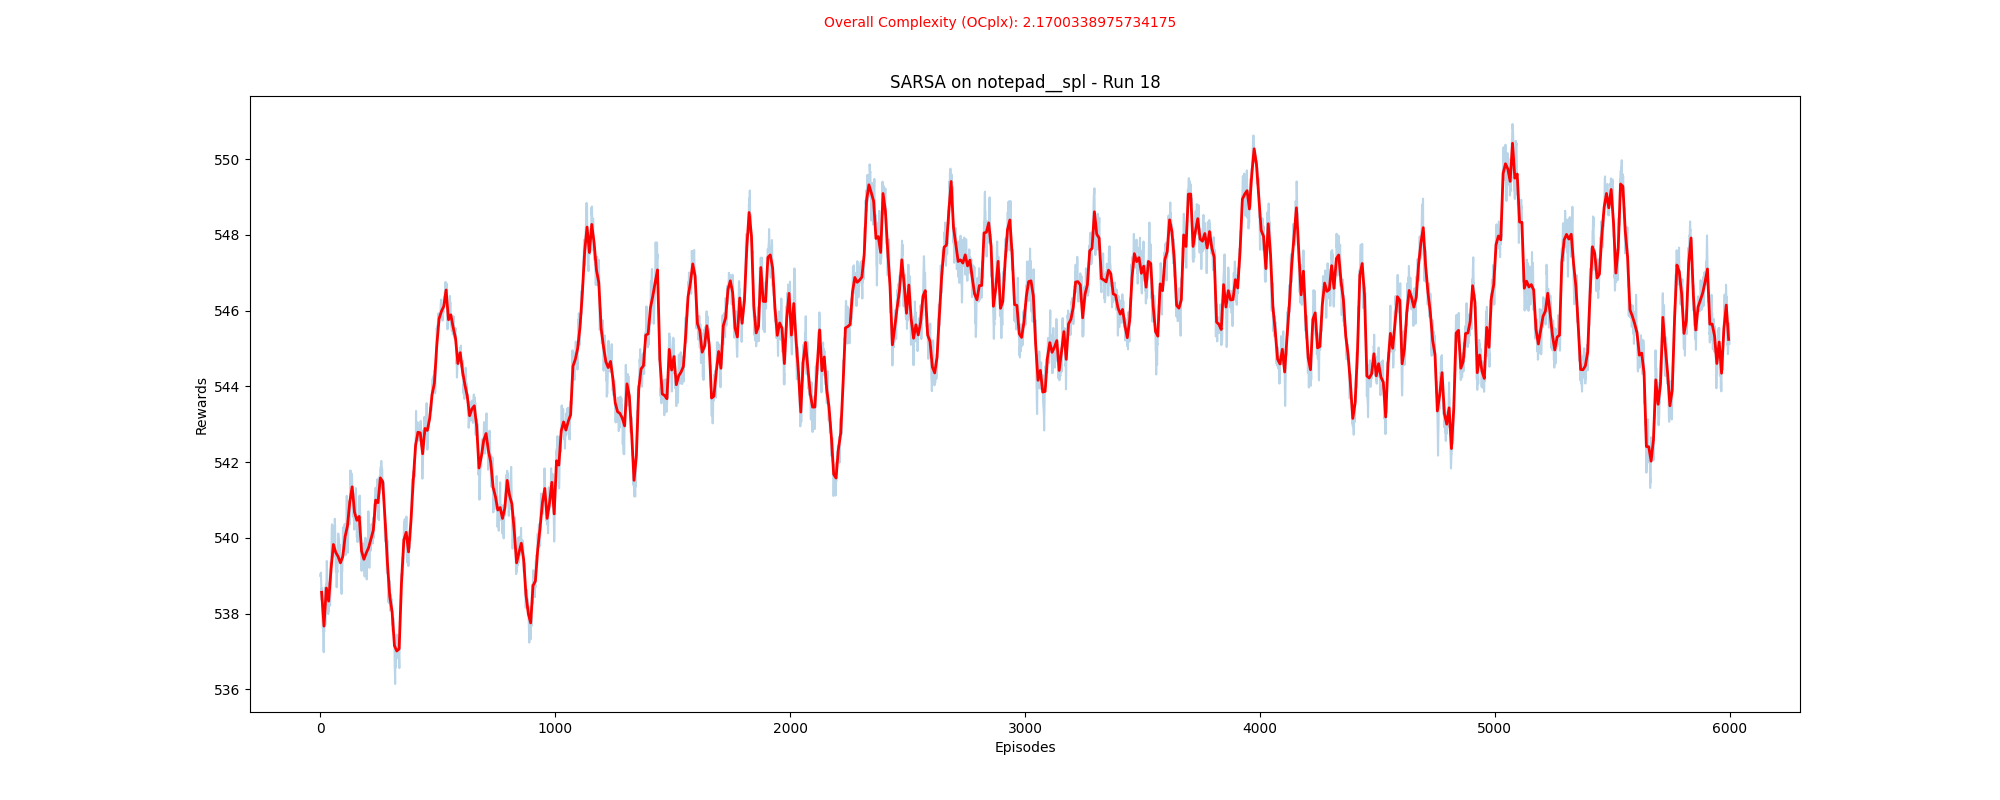 Overall Complexity (OCplx): 2.1700338975734175
SARSA on notepad__spl - Run 18
Rewards
550
548
546
544
542
540
538
536
0 1000 2000 3000 4000 5000 6000
Episodes